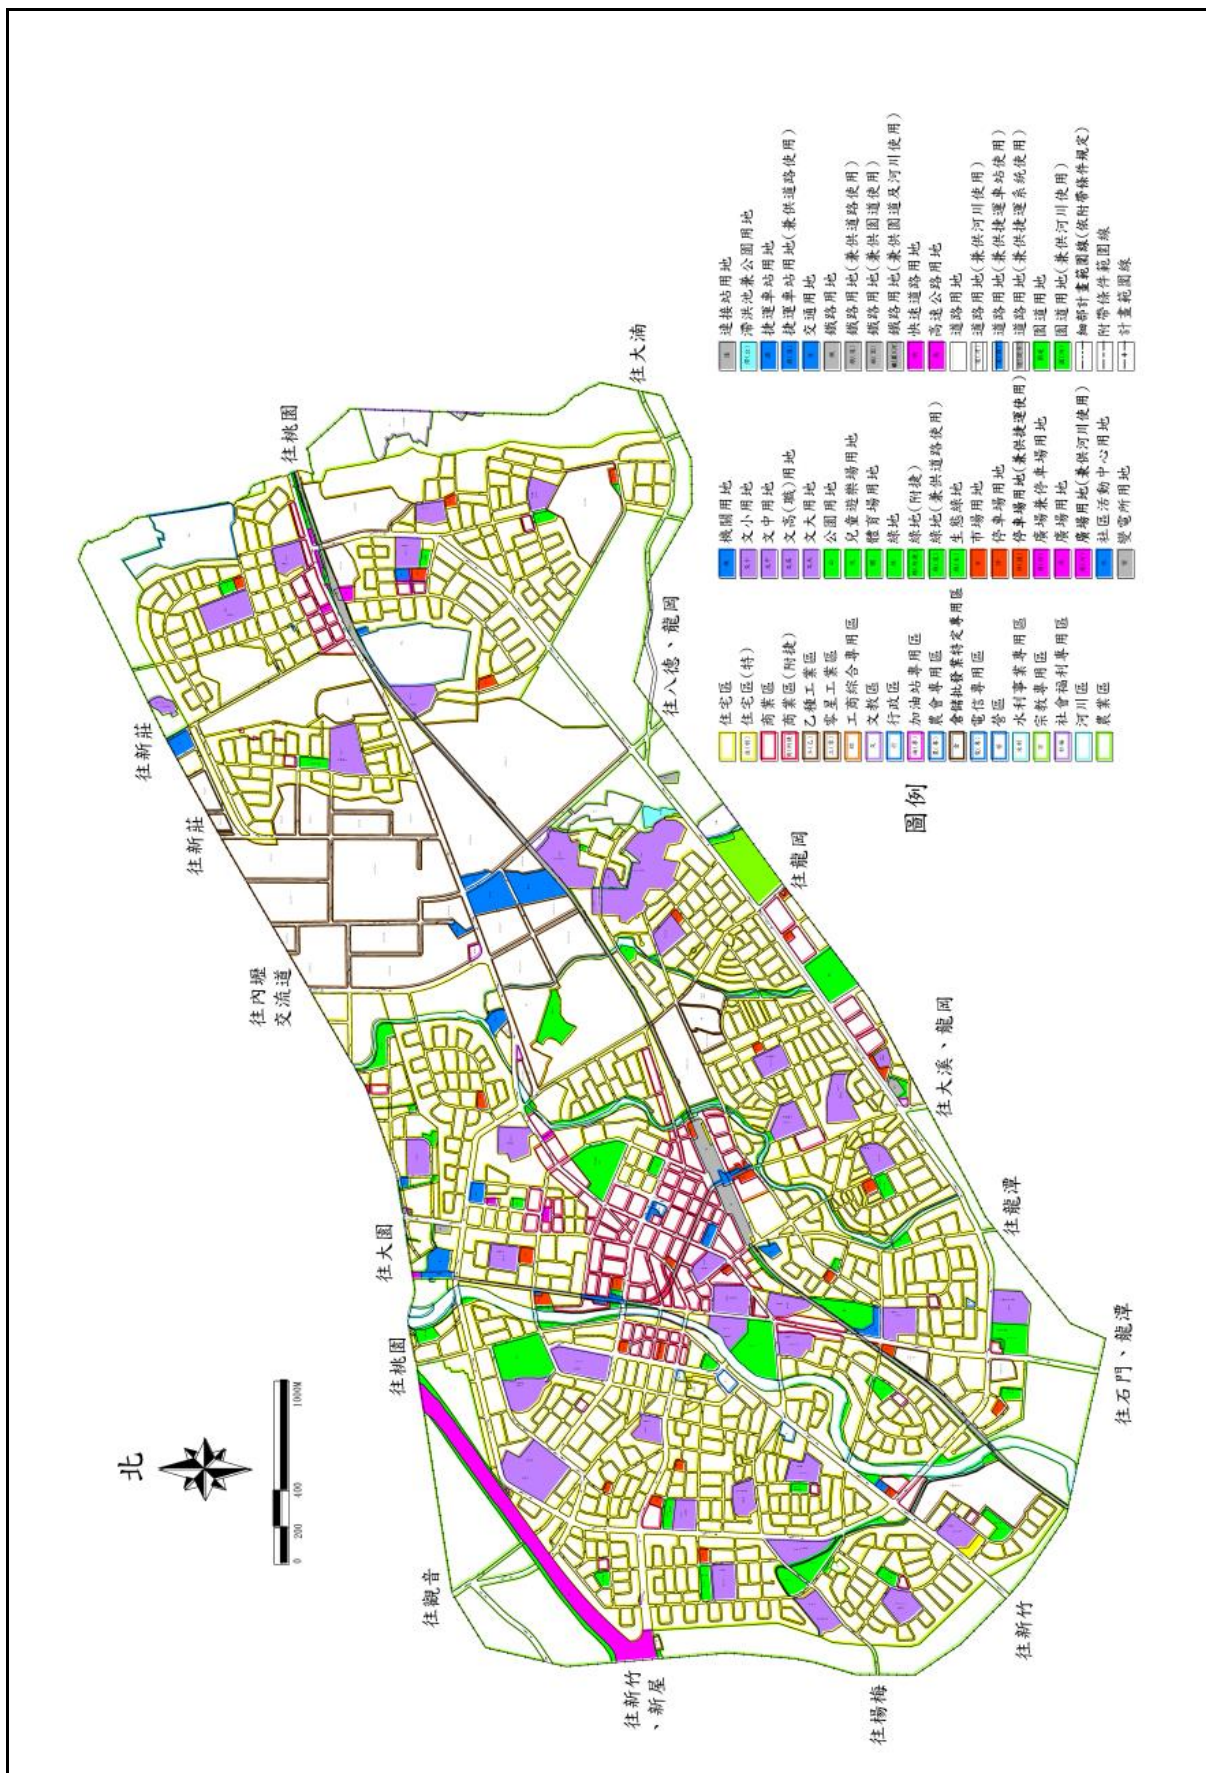 北
0 200 400 1000M
往觀音
往桃園
往大園
往內壢
交流道
往新莊
往新莊
往桃園
往大湳
往八德、龍岡
往龍岡
往大溪、龍岡
往龍潭
往石門、龍潭
往新竹
往楊梅
往新竹
、新屋
圖例
住宅區
住宅區(特)
商業區
商業區(附捷)
乙種工業區
零星工業區
工商綜合專用區
文教區
行政區
加油站專用區
農會專用區
倉儲批發業特定專用區
電信專用區
營區
水利事業專用區
宗教專用區
社會福利專用區
河川區
農業區
機關用地
文小用地
文中用地
文高(職)用地
文大用地
公園用地
兒童遊樂場用地
體育場用地
綠地
綠地(附捷)
綠地(兼供道路使用)
生態綠地
市場用地
停車場用地
停車場用地(兼供捷運使用)
廣場兼停車場用地
廣場用地
廣場用地(兼供河川使用)
社區活動中心用地
變電所用地
連接站用地
滯洪池兼公園用地
捷運車站用地
捷運車站用地(兼供道路使用)
交通用地
鐵路用地
鐵路用地(兼供道路使用)
鐵路用地(兼供園道使用)
鐵路用地(兼供園道及河川使用)
快速道路用地
高速公路用地
道路用地
道路用地(兼供河川使用)
道路用地(兼供捷運車站使用)
道路用地(兼供捷運系統使用)
園道用地
園道用地(兼供河川使用)
細部計畫範圍線(依附帶條件規定)
附帶條件範圍線
計畫範圍線